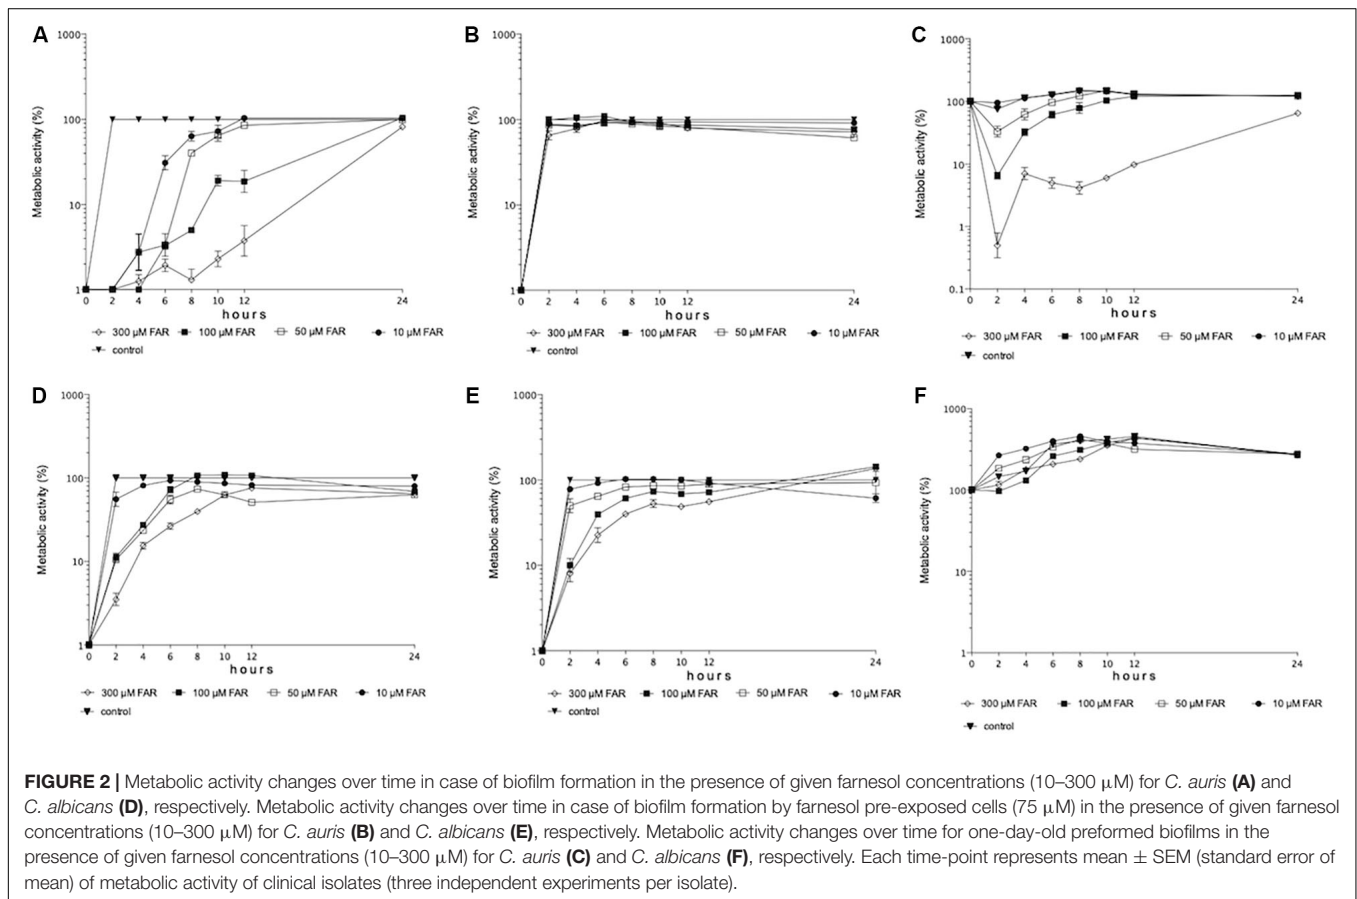 A
B
C
1000
100
10
1
Metabolic activity (%)
0 2 4 6 8 10 12 24
hours
300 µM FAR 100 µM FAR 50 µM FAR 10 µM FAR
control
1000
100
10
1
Metabolic activity (%)
0 2 4 6 8 10 12 24
hours
300 µM FAR 100 µM FAR 50 µM FAR 10 µM FAR
control
1000
100
10
1
0.1
Metabolic activity (%)
0 2 4 6 8 10 12 24
hours
300 µM FAR 100 µM FAR 50 µM FAR 10 µM FAR
control
D
E
F
1000
100
10
1
Metabolic activity (%)
0 2 4 6 8 10 12 24
hours
300 µM FAR 100 µM FAR 50 µM FAR 10 µM FAR
control
1000
100
10
1
Metabolic activity (%)
0 2 4 6 8 10 12 24
hours
300 µM FAR 100 µM FAR 50 µM FAR 10 µM FAR
control
1000
100
10
1
Metabolic activity (%)
0 2 4 6 8 10 12 24
hours
300 µM FAR 100 µM FAR 50 µM FAR 10 µM FAR
control
FIGURE 2 | Metabolic activity changes over time in case of biofilm formation in the presence of given farnesol concentrations (10–300 µM) for C. auris (A) and
C. albicans (D), respectively. Metabolic activity changes over time in case of biofilm formation by farnesol pre-exposed cells (75 µM) in the presence of given farnesol
concentrations (10–300 µM) for C. auris (B) and C. albicans (E), respectively. Metabolic activity changes over time for one-day-old preformed biofilms in the
presence of given farnesol concentrations (10–300 µM) for C. auris (C) and C. albicans (F), respectively. Each time-point represents mean ± SEM (standard error of
mean) of metabolic activity of clinical isolates (three independent experiments per isolate).